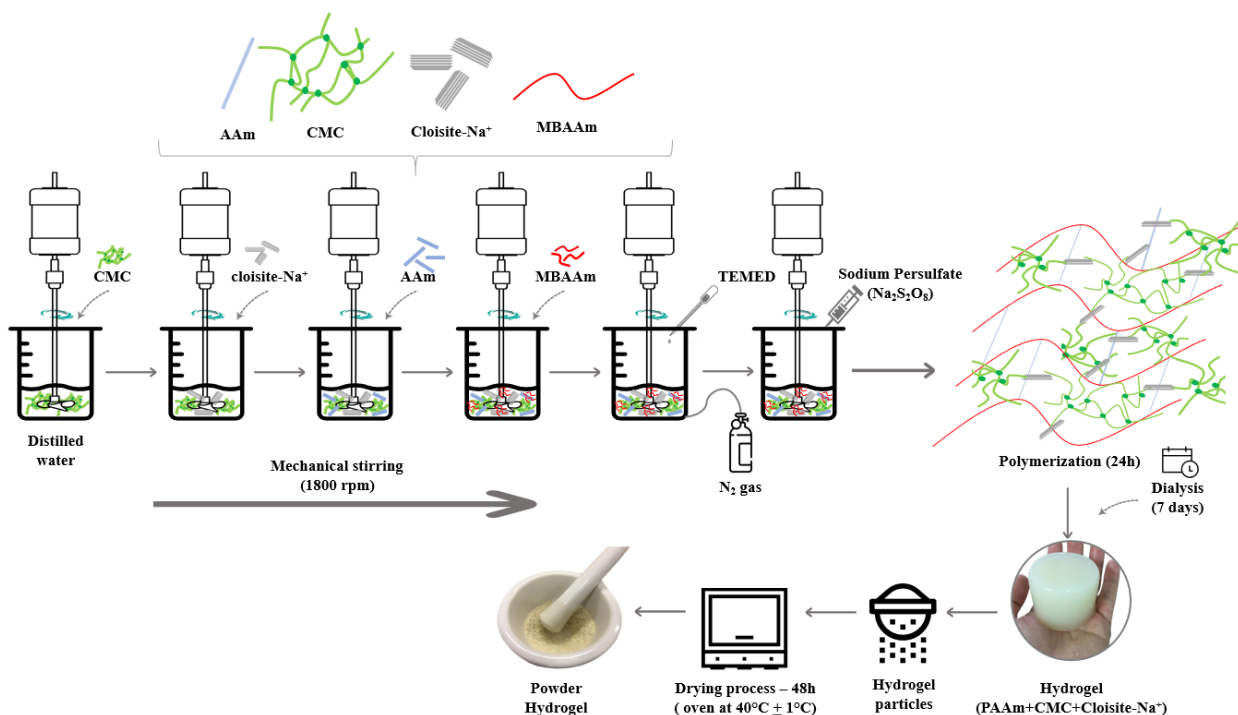 AAm
CMC
Cloisite-Na⁺
MBAAm
CMC
cloisite-Na⁺
AAm
MBAAm
TEMED
Sodium Persulfate
(Na₂S₂O₈)
Distilled
water
Mechanical stirring
(1800 rpm)
N₂ gas
Polymerization (24h)
Dialysis
(7 days)
Powder
Hydrogel
Drying process – 48h
( oven at 40°C ± 1°C)
Hydrogel
particles
Hydrogel
(PAAm+CMC+Cloisite-Na⁺)